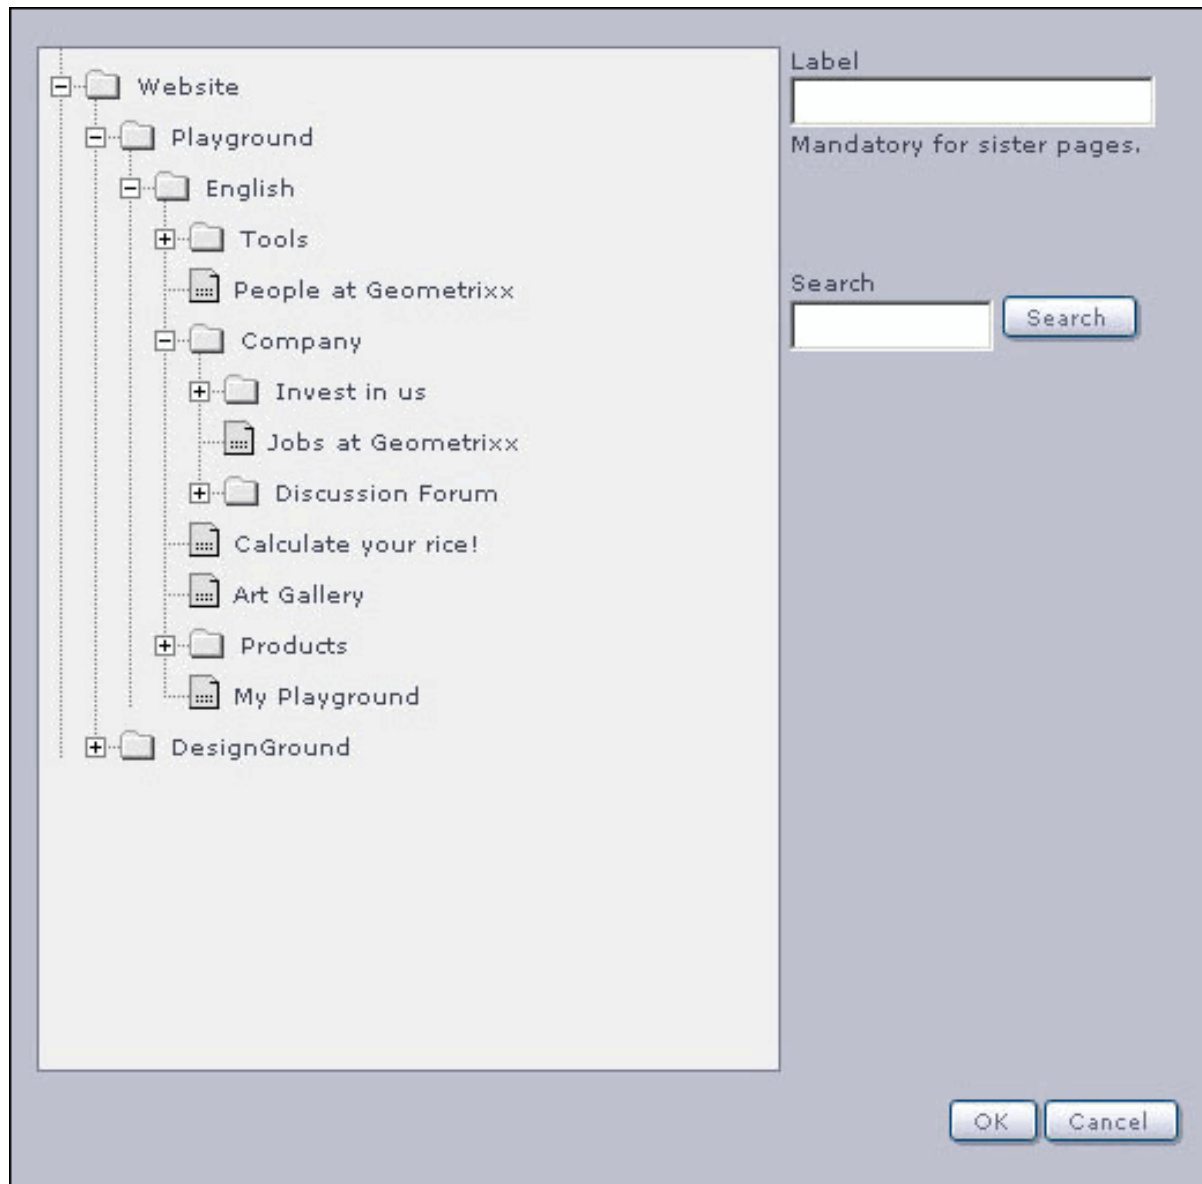 Website
Playground
English
Tools
People at Geometrixx
Company
Invest in us
Jobs at Geometrixx
Discussion Forum
Calculate your rice!
Art Gallery
Products
My Playground
DesignGround
Label
Mandatory for sister pages.
Search
Search
OK
Cancel